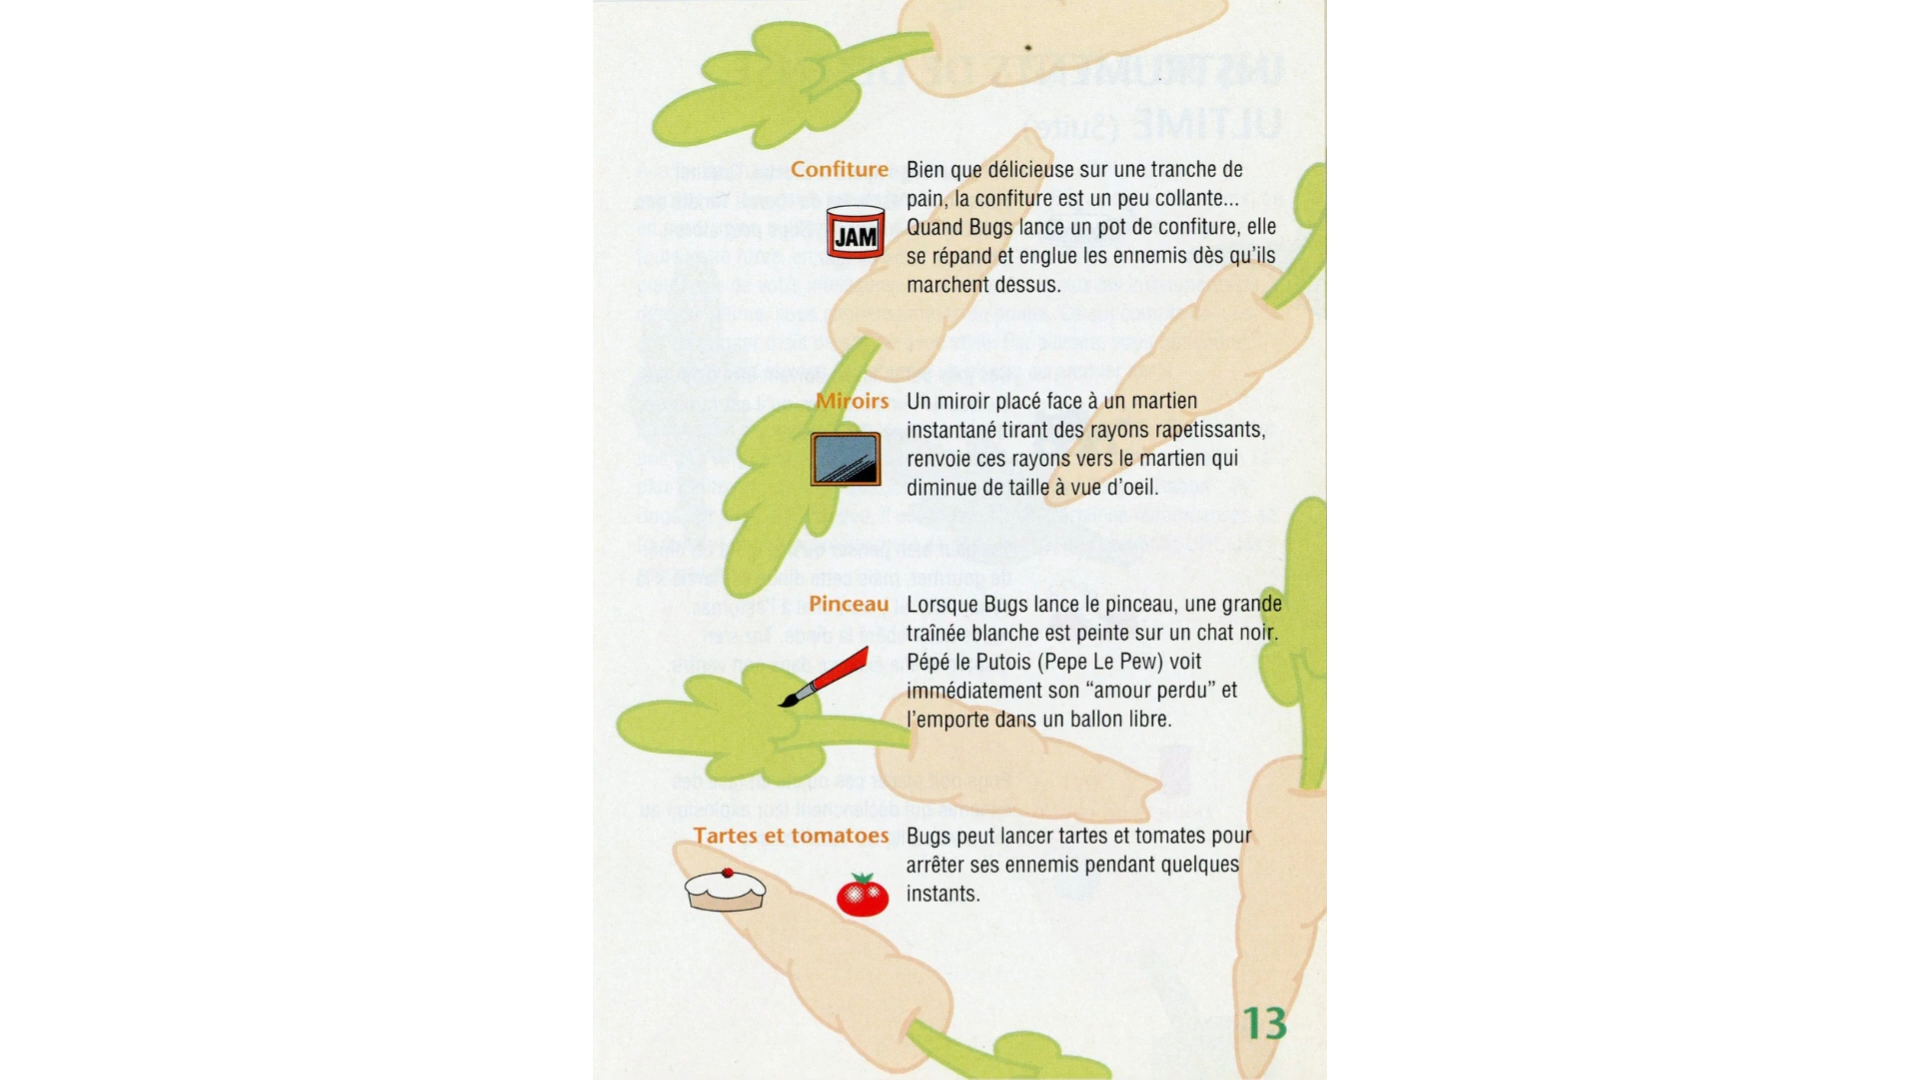 Confiture Bien que délicieuse sur une tranche de
pain, la confiture est un peu collante...
JAM
Quand Bugs lance un pot de confiture, elle
se répand et englue les ennemis dès qu'ils
marchent dessus.
Miroirs Un miroir placé face à un martien
instantané tirant des rayons rapetissants,
renvoie ces rayons vers le martien qui
diminue de taille à vue d'oeil.
Pinceau Lorsque Bugs lance le pinceau, une grande
traînée blanche est peinte sur un chat noir.
Pépé le Putois (Pepe Le Pew) voit
immédiatement son “amour perdu” et
l'emporte dans un ballon libre.
Tartes et tomatoes Bugs peut lancer tartes et tomates pour
arrêter ses ennemis pendant quelques
instants.
13